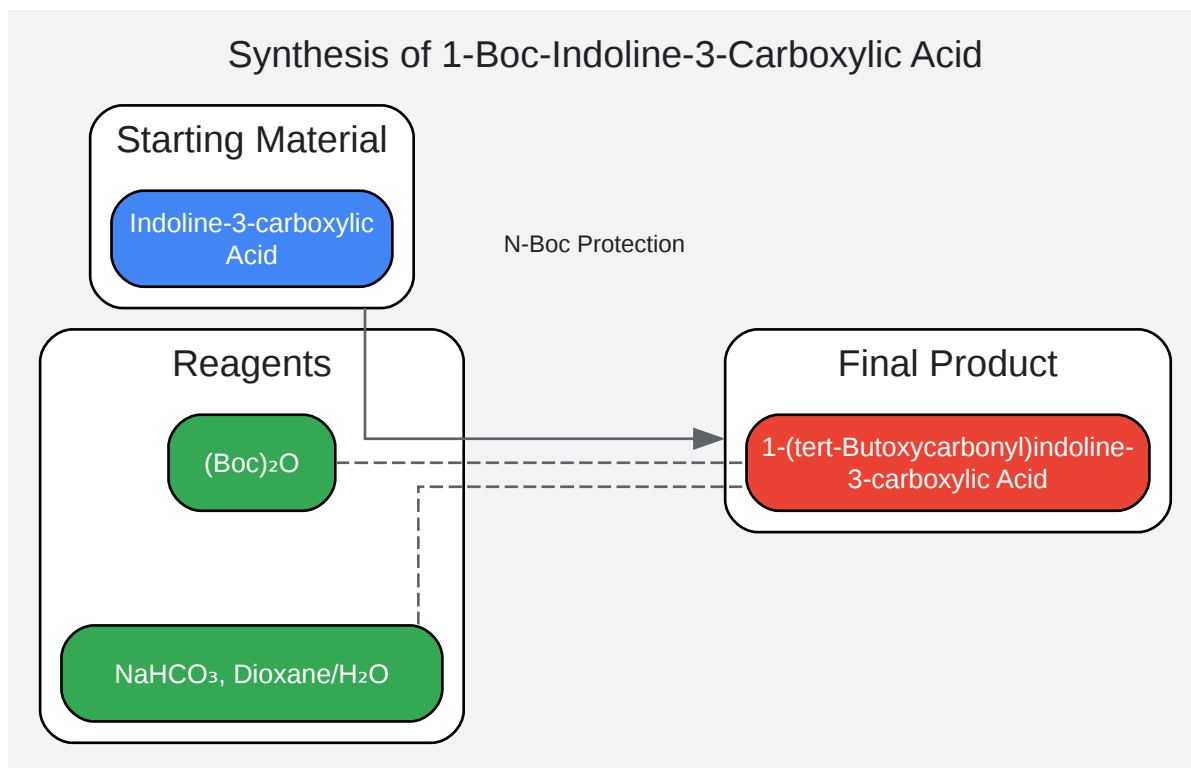 Synthesis of 1-Boc-Indoline-3-Carboxylic Acid
Starting Material
Indoline-3-carboxylic
Acid
N-Boc Protection
Reagents
(Boc)₂O
NaHCO₃, Dioxane/H₂O
Final Product
1-(tert-Butoxycarbonyl)indoline-
3-carboxylic Acid